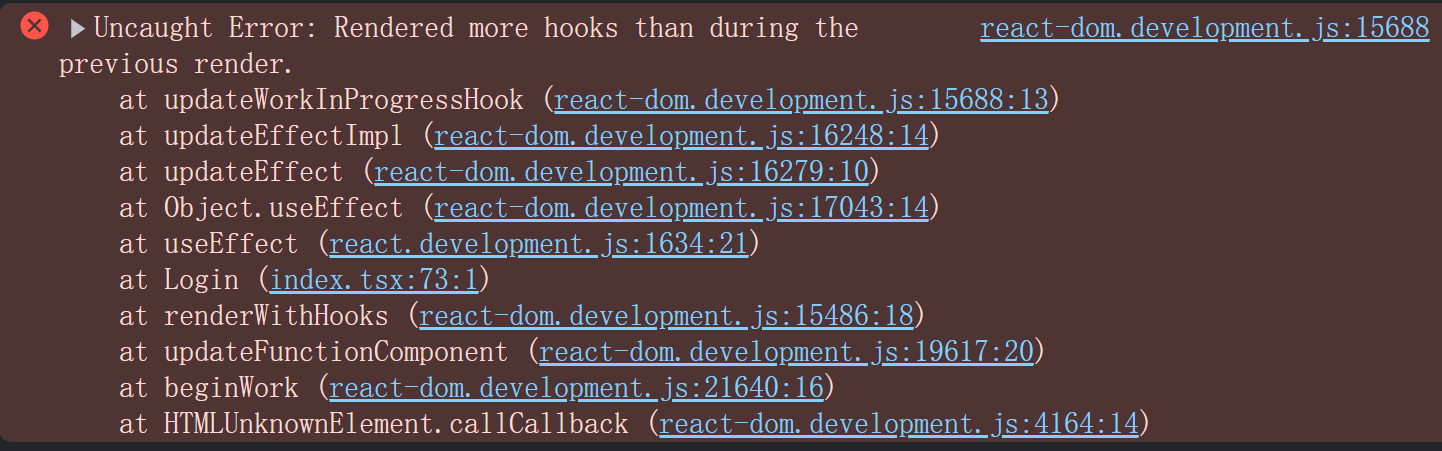 Uncaught Error: Rendered more hooks than during the react-dom.development.js:15688
previous render.
at updateWorkInProgressHook (react-dom.development.js:15688:13)
at updateEffectImpl (react-dom.development.js:16248:14)
at updateEffect (react-dom.development.js:16279:10)
at Object.useEffect (react-dom.development.js:17043:14)
at useEffect (react.development.js:1634:21)
at Login (index.tsx:73:1)
at renderWithHooks (react-dom.development.js:15486:18)
at updateFunctionComponent (react-dom.development.js:19617:20)
at beginWork (react-dom.development.js:21640:16)
at HTMLUnknownElement.callCallback (react-dom.development.js:4164:14)